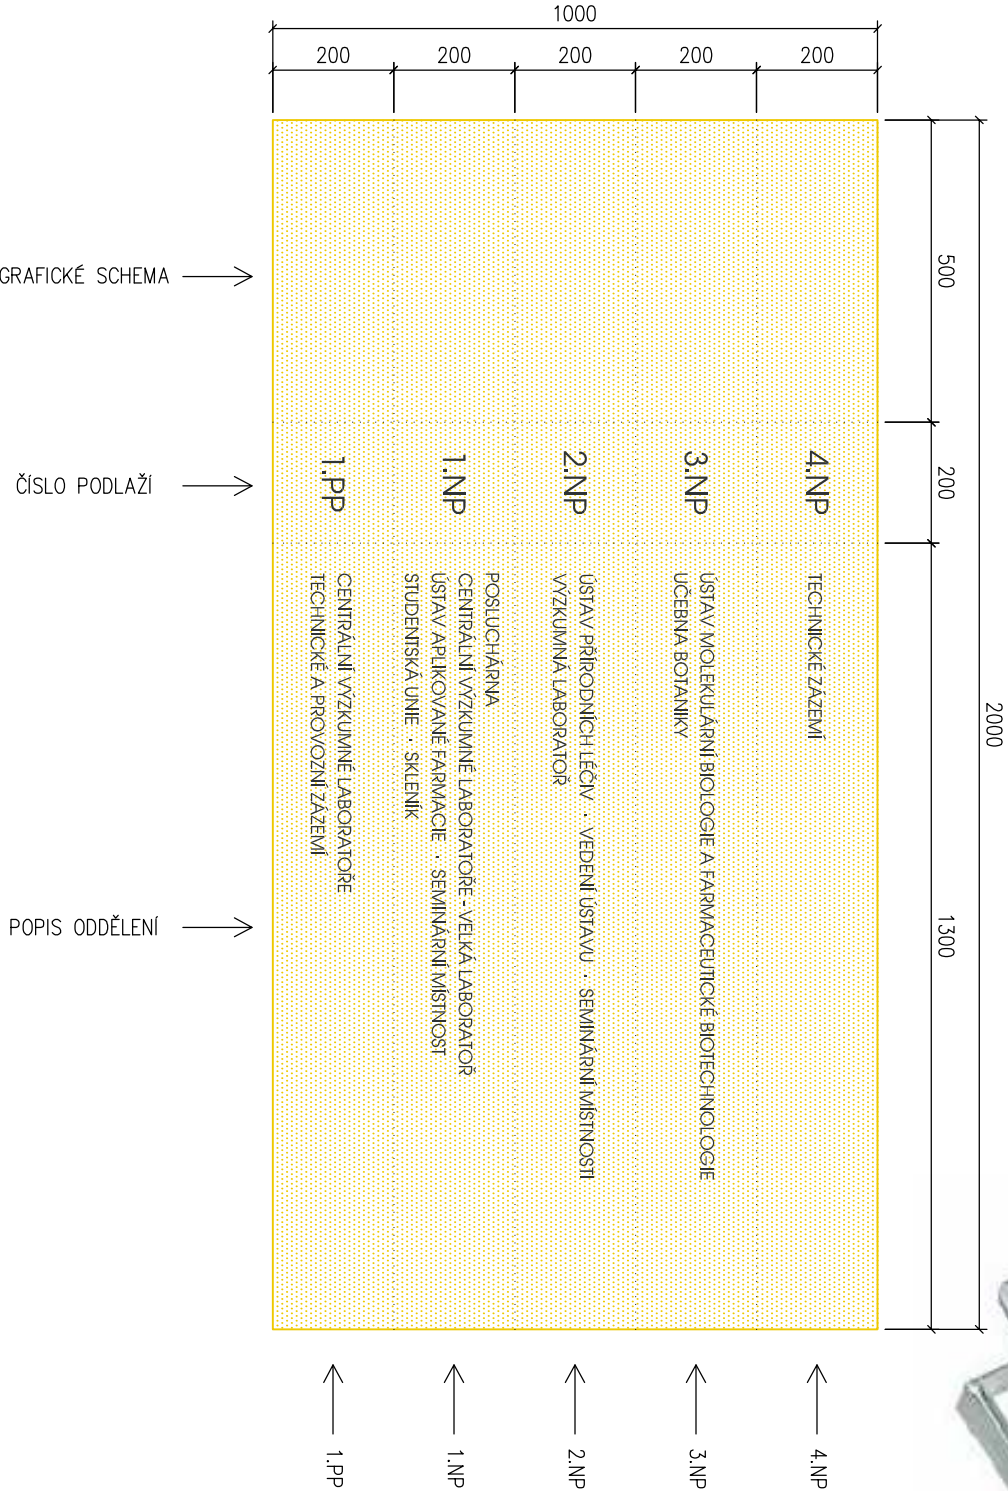 1000
200
200
200
200
200
500
200
1300
2000
GRAFICKÉ SCHEMA
ČÍSLO PODLAŽÍ
POPIS ODDĚLENÍ
4.NP
TECHNICKÉ ZÁZEMÍ
3.NP
ÚSTAV MOLEKULÁRNÍ BIOLOGIE A FARMACEUTICKÉ BIOTECHNOLOGIE
UČEBNA BOTANIKY
2.NP
ÚSTAV PŘÍRODNÍCH LÉČIV · VEDENÍ ÚSTAVU · SEMINÁRNÍ MÍSTNOSTI
VÝZKUMNÁ LABORATOŘ
1.NP
POSLUCHÁRNA
CENTRÁLNÍ VÝZKUMNÉ LABORATOŘE - VELKÁ LABORATOŘ
ÚSTAV APLIKOVANÉ FARMACIE · SEMINÁRNÍ MÍSTNOST
STUDENTSKÁ UNIE · SKLENÍK
1.PP
CENTRÁLNÍ VÝZKUMNÉ LABORATOŘE
TECHNICKÉ A PROVOZNÍ ZÁZEMÍ
4.NP
3.NP
2.NP
1.NP
1.PP